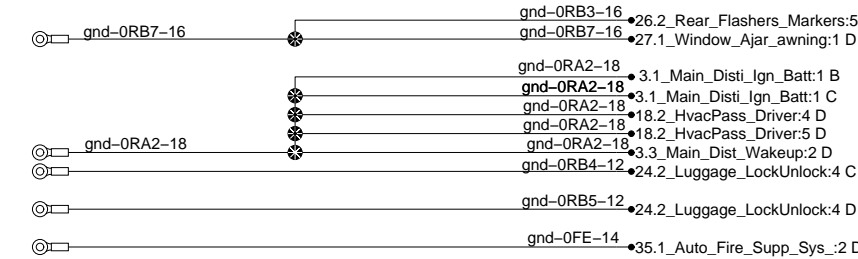 gnd-0RB3-16 26.2_Rear_Flashers_Markers:5
gnd-0RB7-16 gnd-0RB7-16 27.1_Window_Ajar_awning:1 D
gnd-0RA2-18 3.1_Main_Disti_Ign_Batt:1 B
gnd-0RA2-18 3.1_Main_Disti_Ign_Batt:1 C
gnd-0RA2-18 18.2_HvacPass_Driver:4 D
gnd-0RA2-18 18.2_HvacPass_Driver:5 D
gnd-0RA2-18 gnd-0RA2-18 3.3_Main_Dist_Wakeup:2 D
gnd-0RB4-12 24.2_Luggage_LockUnlock:4 C
gnd-0RB5-12 24.2_Luggage_LockUnlock:4 D
gnd-0FE-14 35.1_Auto_Fire_Supp_Sys_:2 D